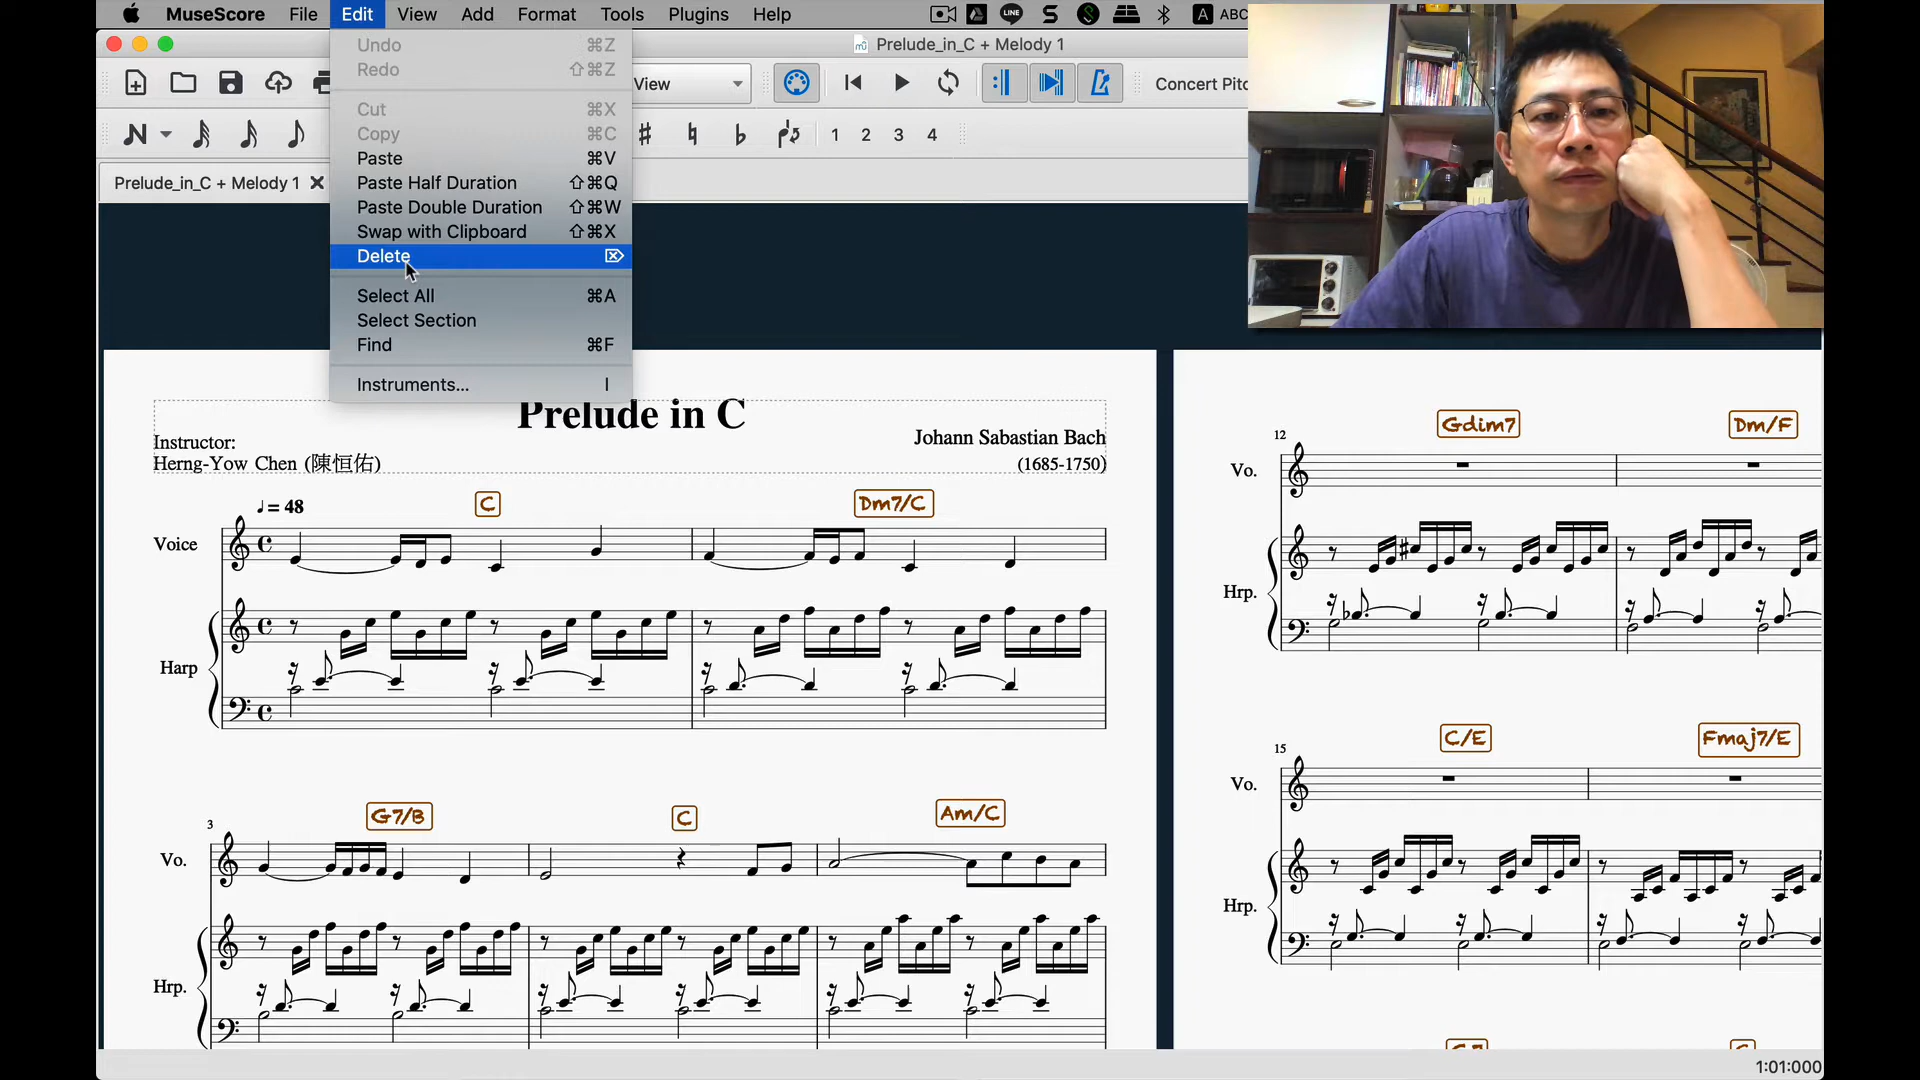 MuseScore File Edit View Add Format Tools Plugins Help
A ABC
Prelude_in_C + Melody 1
View
Concert Pitc
1 2 3 4
Prelude_in_C + Melody 1
Undo ⌘Z
Redo ⇧⌘Z
Cut ⌘X
Copy ⌘C
Paste ⌘V
Paste Half Duration ⇧⌘Q
Paste Double Duration ⇧⌘W
Swap with Clipboard ⇧⌘X
Delete ⌦
Select All ⌘A
Select Section
Find ⌘F
Instruments... I
Prelude in C
Instructor:
Herng-Yow Chen (陳恒佑)
Johann Sabastian Bach
(1685-1750)
♩ = 48
C Dm7/C
Voice
Harp
3
G7/B C Am/C
Vo.
Hrp.
12
Gdim7 Dm/F
Vo.
Hrp.
15
C/E Fmaj7/E
Vo.
Hrp.
1:01:000